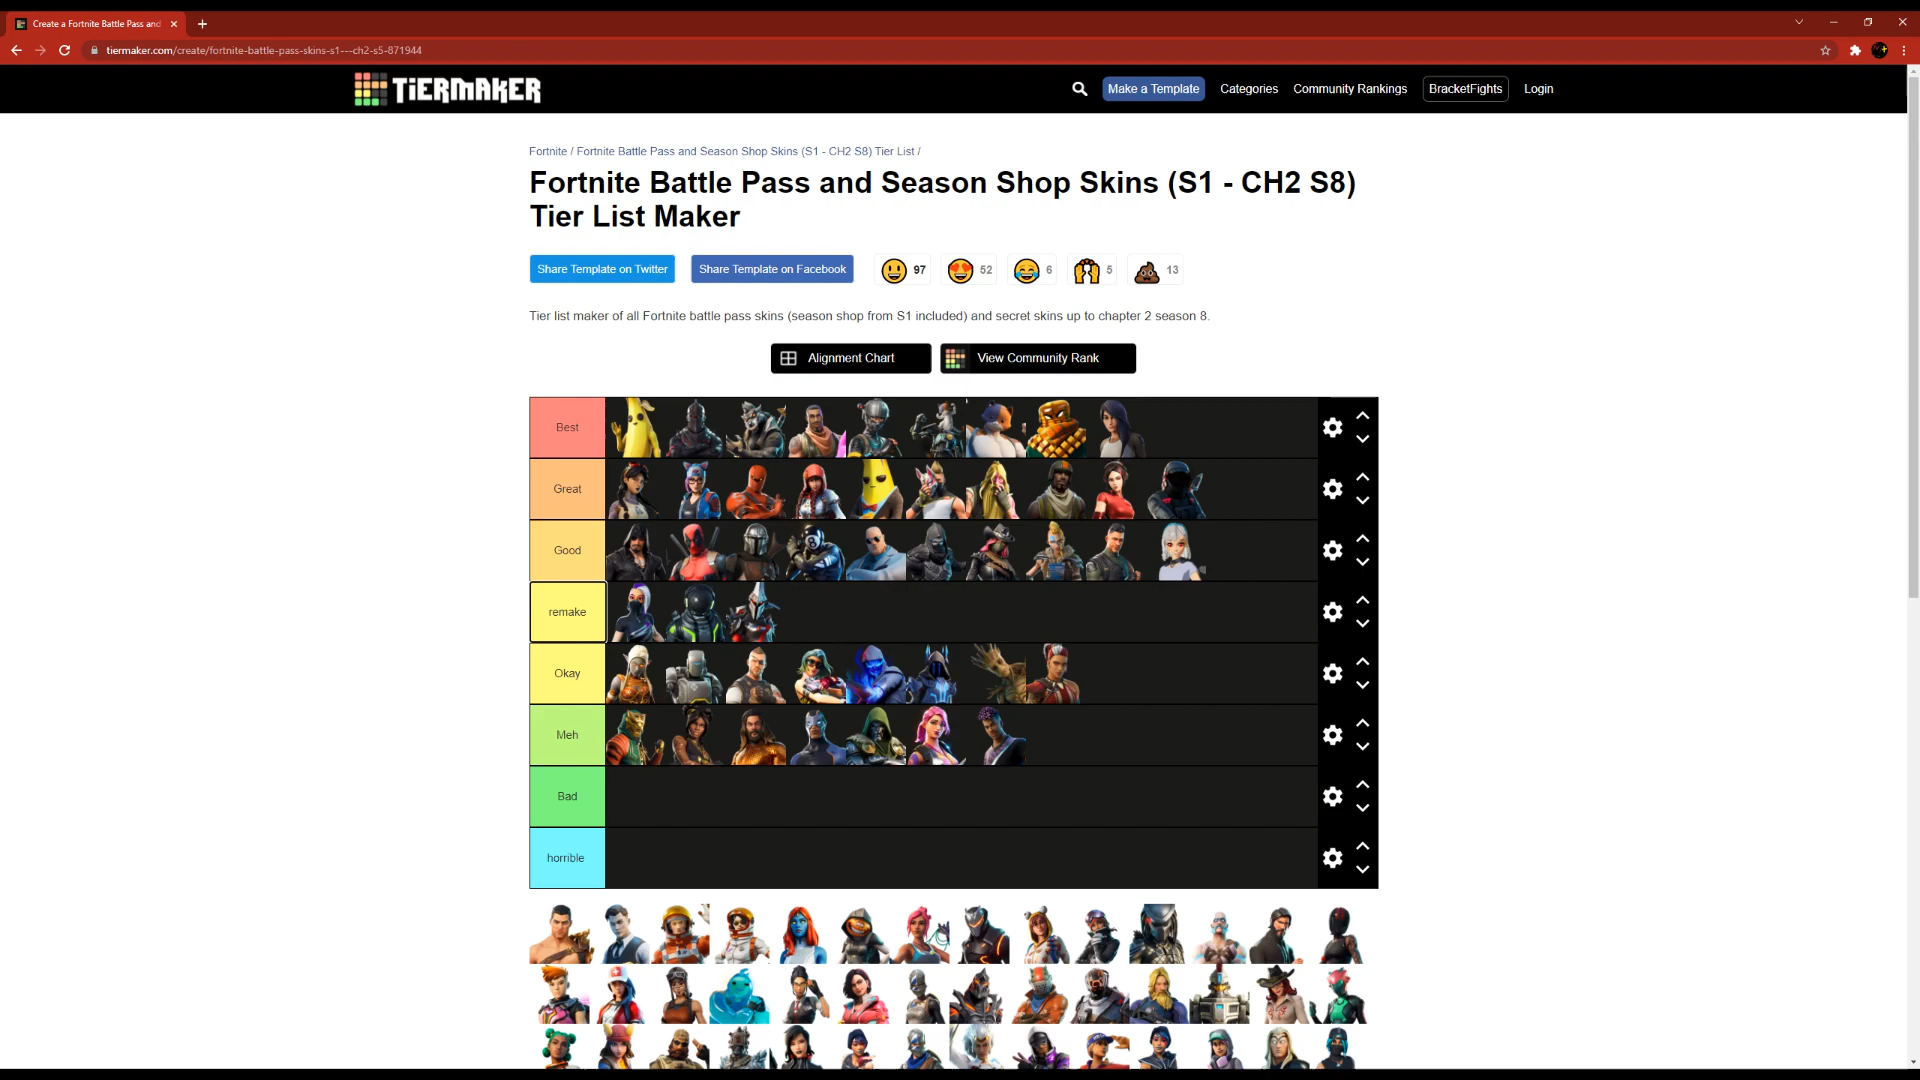 Create a Fortnite Battle Pass and
tiermaker.com/create/fortnite-battle-pass-skins-s1---ch2-s5-871944
TiERMAKER
Make a Template
Categories
Community Rankings
BracketFights
Login
Fortnite / Fortnite Battle Pass and Season Shop Skins (S1 - CH2 S8) Tier List /
Fortnite Battle Pass and Season Shop Skins (S1 - CH2 S8)
Tier List Maker
Share Template on Twitter
Share Template on Facebook
97
52
6
5
13
Tier list maker of all Fortnite battle pass skins (season shop from S1 included) and secret skins up to chapter 2 season 8.
Alignment Chart
View Community Rank
Best
Great
Good
remake
Okay
Meh
Bad
horrible